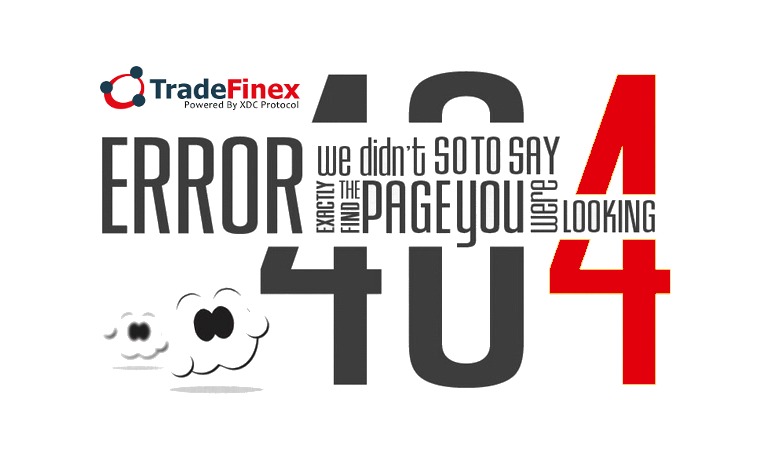 TradeFinex
Powered By XDC Protocol
404
ERROR
we didn't SO TO SAY
EXACTLY
THE
FIND
PAGE you
were
LOOKING